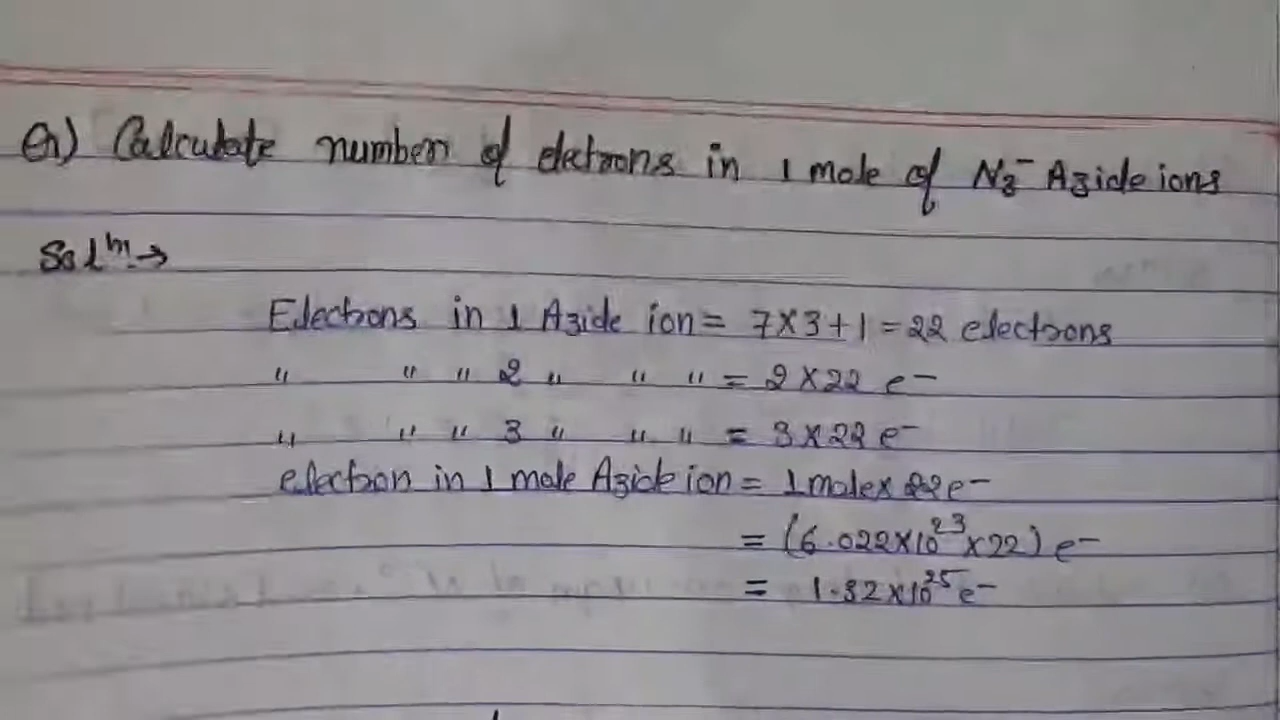 Qn) Calculate number of electrons in 1 mole of N₃⁻ Azide ions
Solⁿ:→
Electrons in 1 Azide ion = 7×3+1 = 22 electrons
〃 〃 〃 2 〃 〃 〃 = 2×22 e⁻
〃 〃 〃 3 〃 〃 〃 = 3×22 e⁻
electron in 1 mole Azide ion = 1 mole× 22e⁻
= (6.022×10²³×22) e⁻
= 1.32×10²⁵ e⁻